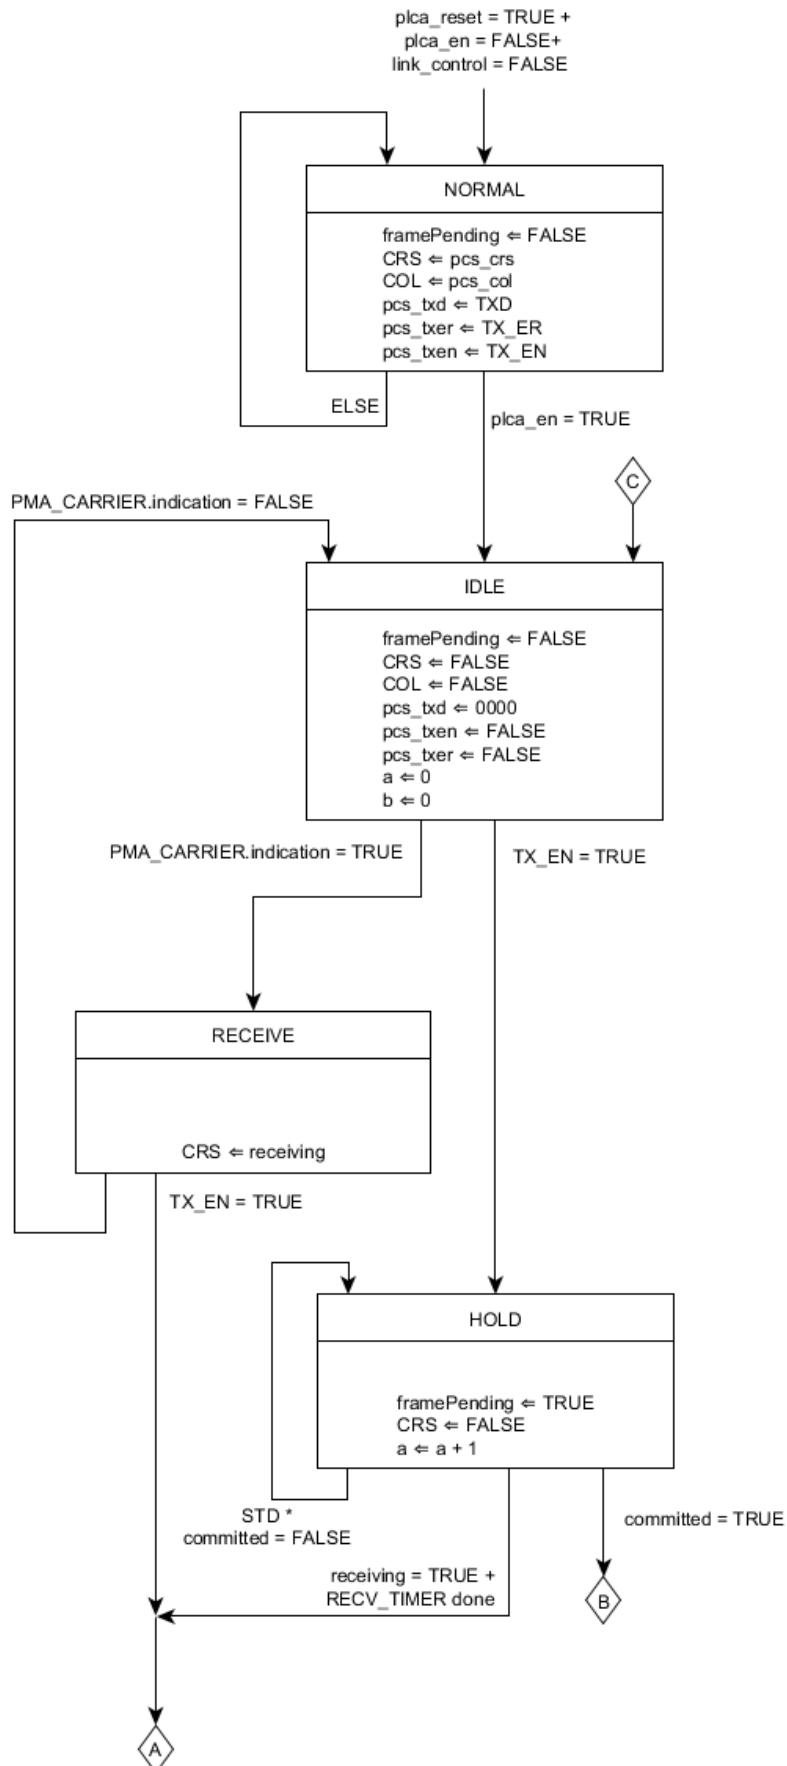 plca_reset = TRUE +
plca_en = FALSE+
link_control = FALSE
NORMAL
framePending ⇐ FALSE
CRS ⇐ pcs_crs
COL ⇐ pcs_col
pcs_txd ⇐ TXD
pcs_txer ⇐ TX_ER
pcs_txen ⇐ TX_EN
ELSE
plca_en = TRUE
C
PMA_CARRIER.indication = FALSE
IDLE
framePending ⇐ FALSE
CRS ⇐ FALSE
COL ⇐ FALSE
pcs_txd ⇐ 0000
pcs_txen ⇐ FALSE
pcs_txer ⇐ FALSE
a ⇐ 0
b ⇐ 0
PMA_CARRIER.indication = TRUE
TX_EN = TRUE
RECEIVE
CRS ⇐ receiving
TX_EN = TRUE
HOLD
framePending ⇐ TRUE
CRS ⇐ FALSE
a ⇐ a + 1
STD *
committed = FALSE
committed = TRUE
receiving = TRUE +
RECV_TIMER done
B
A